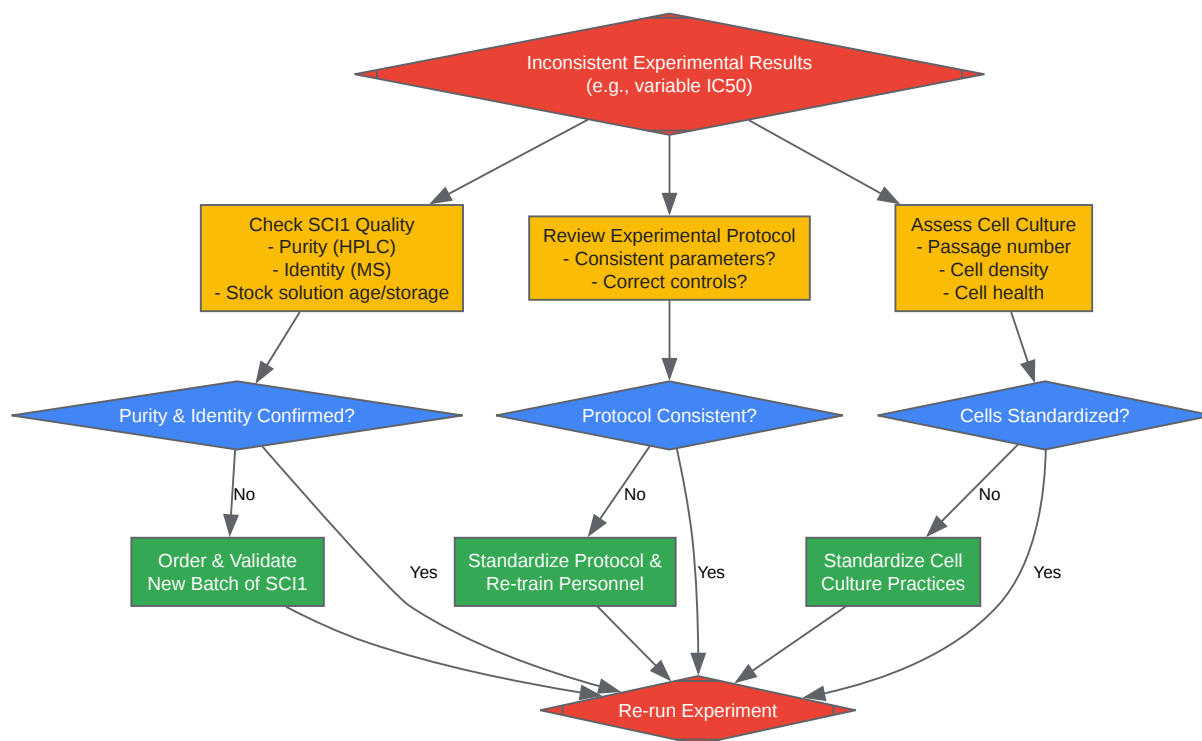 Inconsistent Experimental Results
(e.g., variable IC50)
Check SCI1 Quality
- Purity (HPLC)
- Identity (MS)
- Stock solution age/storage
Review Experimental Protocol
- Consistent parameters?
- Correct controls?
Assess Cell Culture
- Passage number
- Cell density
- Cell health
Purity & Identity Confirmed?
Protocol Consistent?
Cells Standardized?
No
No
No
Order & Validate
New Batch of SCI1
Yes
Standardize Protocol &
Re-train Personnel
Yes
Standardize Cell
Culture Practices
Yes
Re-run Experiment